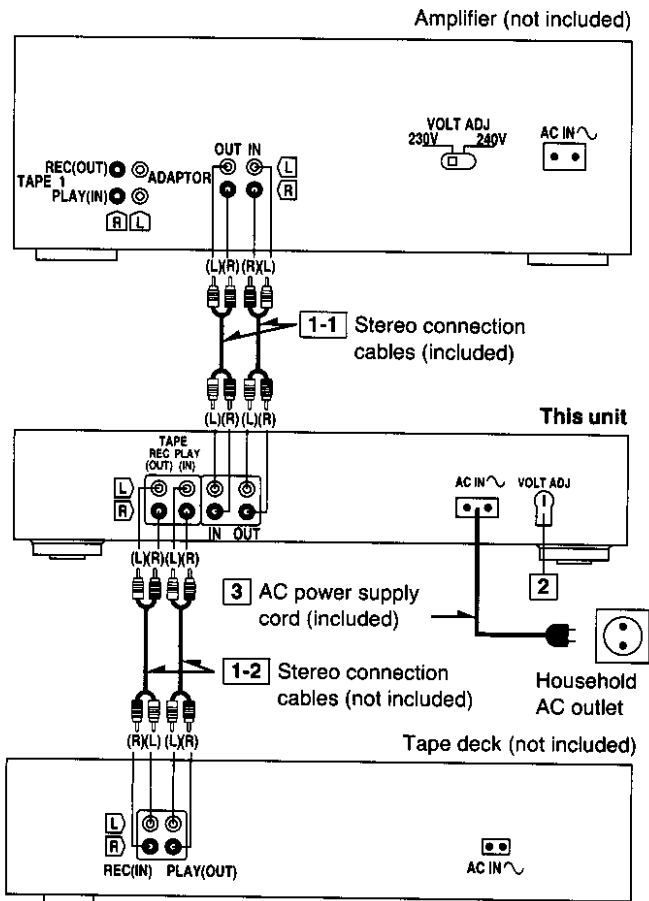 Amplifier (not included)
VOLT ADJ
230V 240V
AC IN
OUT IN
REC(OUT)
TAPE 1
ADAPTOR
PLAY(IN)
L
R
R L
(L)(R) (R)(L)
1-1 Stereo connection
cables (included)
(L)(R) (L)(R)
This unit
TAPE
REC PLAY
(OUT) (IN)
L
R
IN OUT
AC IN VOLT ADJ
(L)(R)(L)(R)
2
3 AC power supply
cord (included)
1-2 Stereo connection
cables (not included)
Household
AC outlet
(R)(L) (L)(R)
Tape deck (not included)
L
R
REC(IN) PLAY(OUT)
AC IN